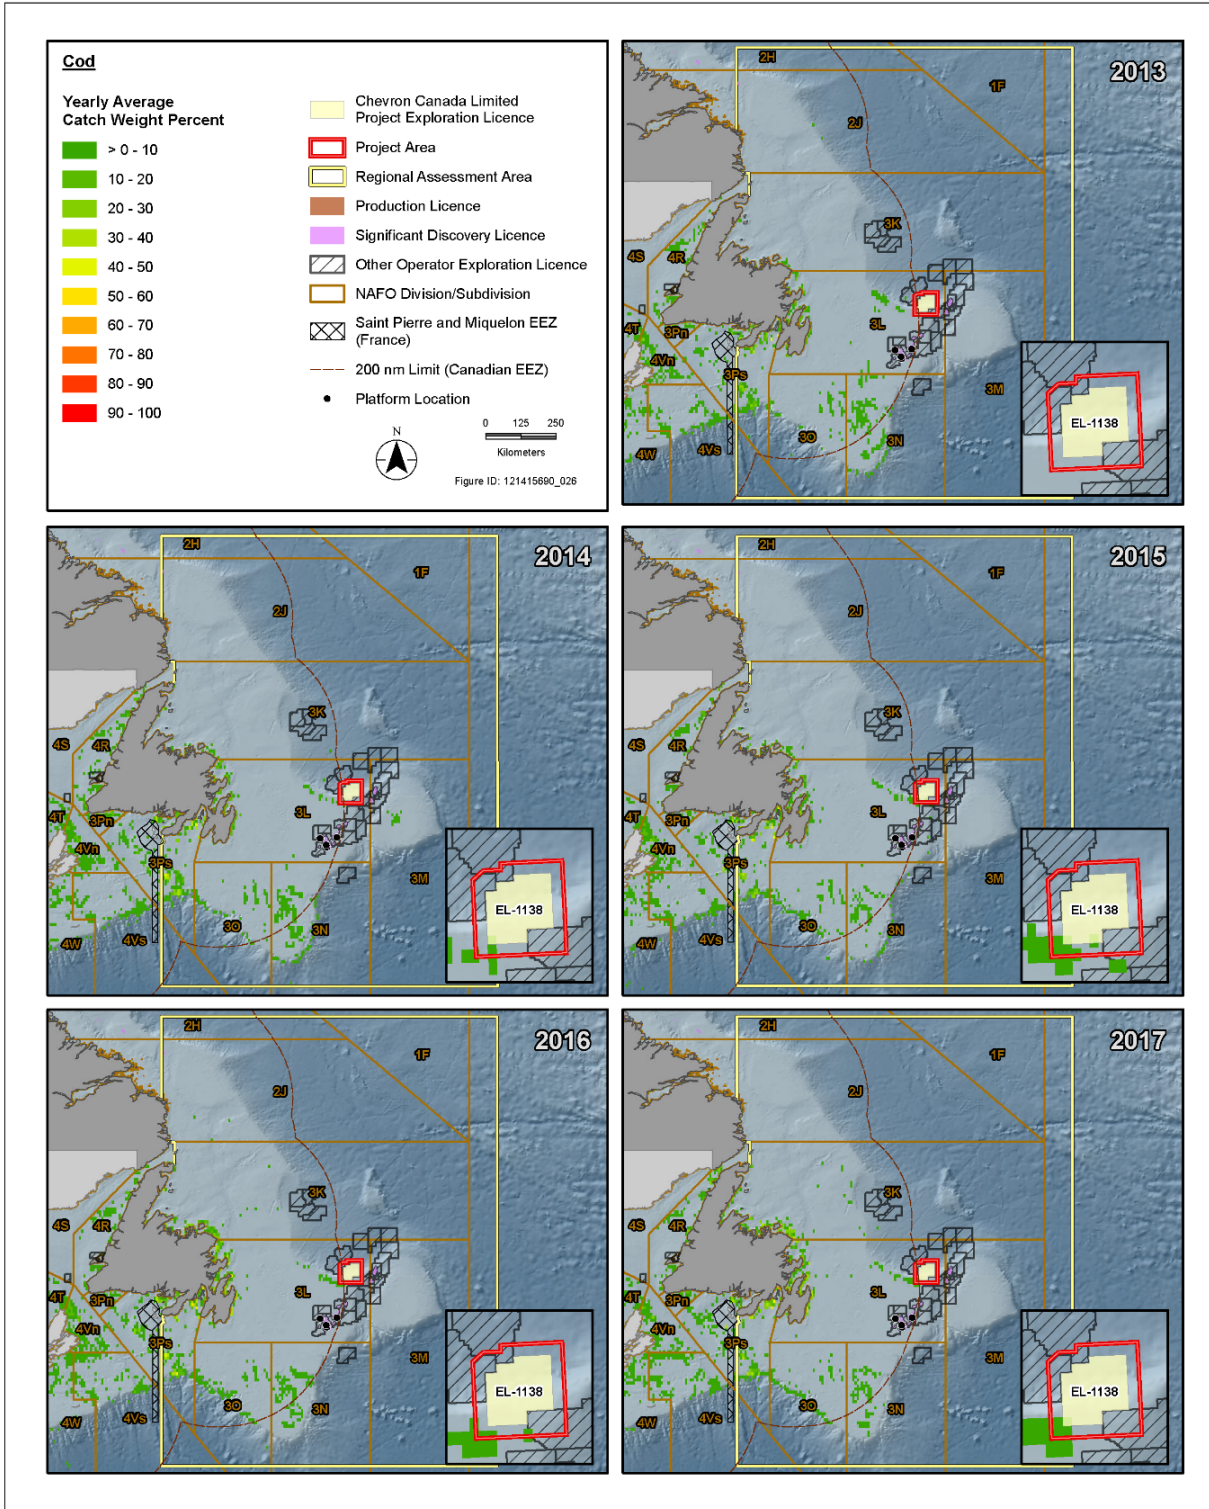 Cod
Yearly Average
Catch Weight Percent
> 0 - 10
10 - 20
20 - 30
30 - 40
40 - 50
50 - 60
60 - 70
70 - 80
80 - 90
90 - 100
Chevron Canada Limited
Project Exploration Licence
Project Area
Regional Assessment Area
Production Licence
Significant Discovery Licence
Other Operator Exploration Licence
NAFO Division/Subdivision
Saint Pierre and Miquelon EEZ
(France)
200 nm Limit (Canadian EEZ)
Platform Location
N
0 125 250
Kilometers
Figure ID: 121415690_026
2013
2H
1F
2J
3K
4S
4R
3L
4T
3Pn
4Vn
3Ps
3M
3O
3N
4W
4Vs
EL-1138
2014
2H
1F
2J
3K
4S
4R
3L
4T
3Pn
4Vn
3Ps
3M
3O
3N
4W
4Vs
EL-1138
2015
2H
1F
2J
3K
4S
4R
3L
4T
3Pn
4Vn
3Ps
3M
3O
3N
4W
4Vs
EL-1138
2016
2H
1F
2J
3K
4S
4R
3L
4T
3Pn
4Vn
3Ps
3M
3O
3N
4W
4Vs
EL-1138
2017
2H
1F
2J
3K
4S
4R
3L
4T
3Pn
4Vn
3Ps
3M
3O
3N
4W
4Vs
EL-1138